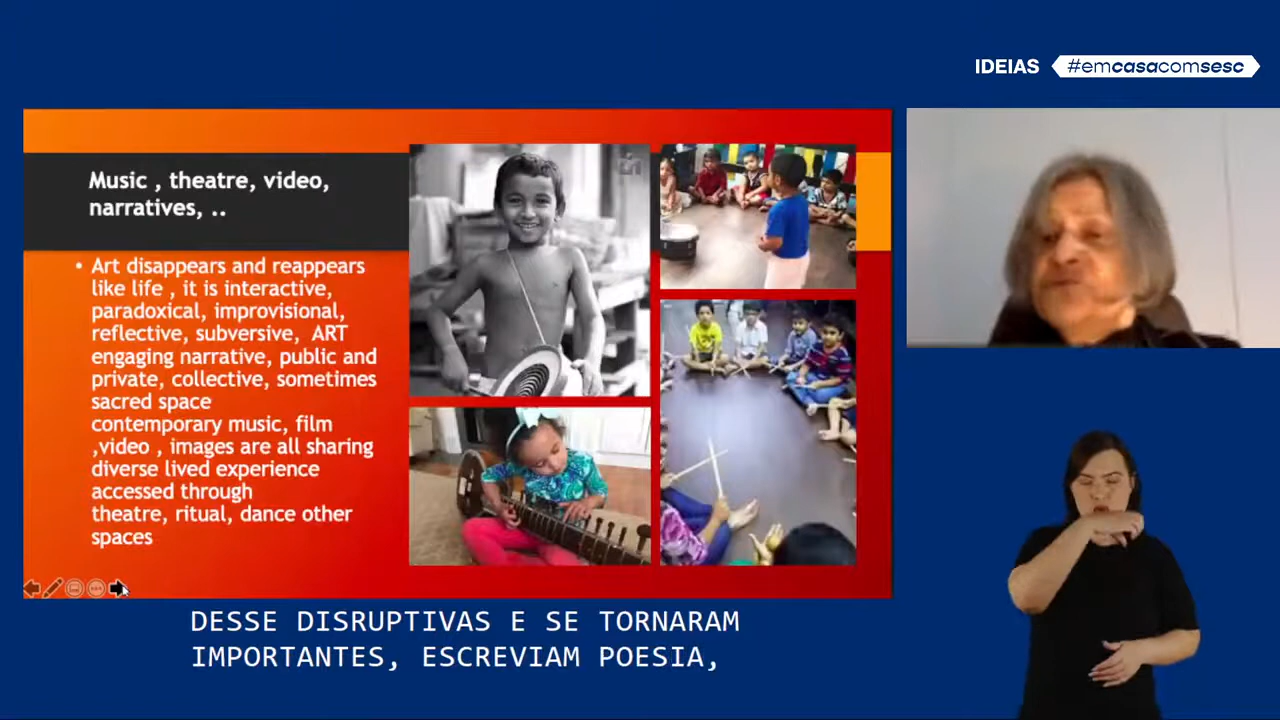 IDEIAS #emcasacomsesc
Music , theatre, video,
narratives, ..
• Art disappears and reappears
like life , it is interactive,
paradoxical, improvisional,
reflective, subversive, ART
engaging narrative, public and
private, collective, sometimes
sacred space
contemporary music, film
,video , images are all sharing
diverse lived experience
accessed through
theatre, ritual, dance other
spaces
DESSE DISRUPTIVAS E SE TORNARAM
IMPORTANTES, ESCREVIAM POESIA,